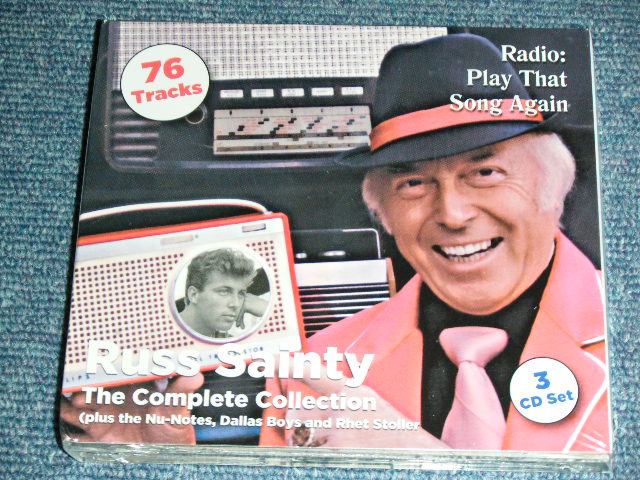 76
Tracks
Radio:
Play That
Song Again
Russ Sainty
The Complete Collection
(plus the Nu-Notes, Dallas Boys and Rhet Stoller
3
CD Set